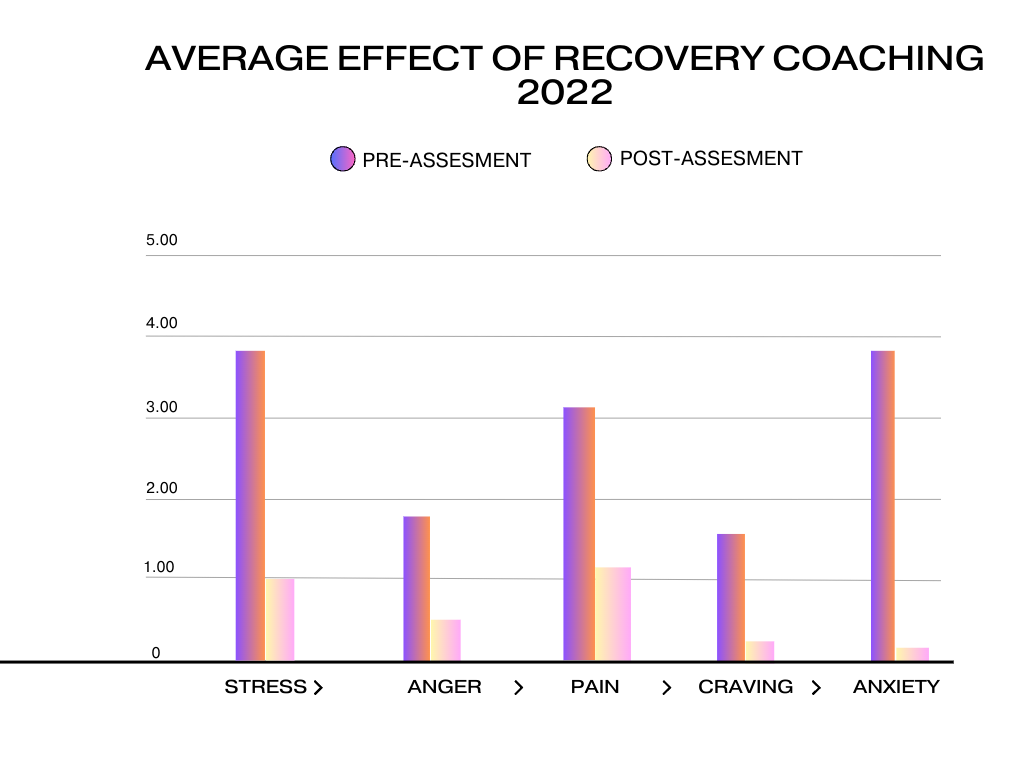 AVERAGE EFFECT OF RECOVERY COACHING
2022
PRE-ASSESMENT
POST-ASSESMENT
5.00
4.00
3.00
2.00
1.00
0
STRESS > ANGER > PAIN > CRAVING > ANXIETY